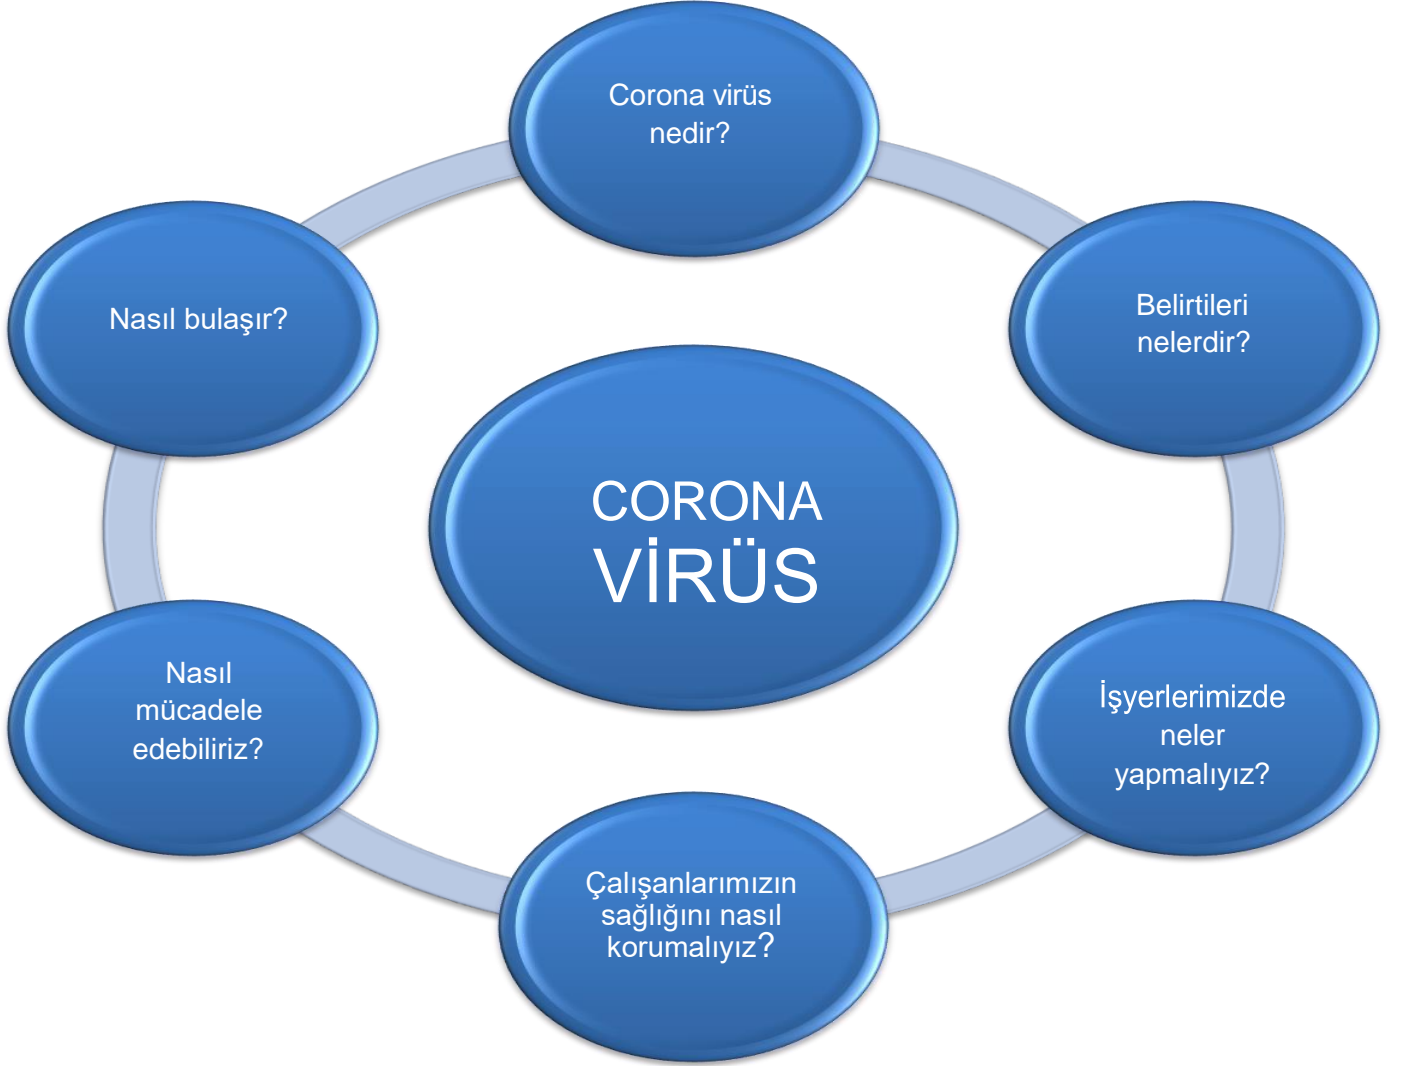 Corona virüs
nedir?
Belirtileri
nelerdir?
İşyerlerimizde
neler
yapmalıyız?
Çalışanlarımızın
sağlığını nasıl
korumalıyız?
Nasıl
mücadele
edebiliriz?
Nasıl bulaşır?
CORONA
VİRÜS